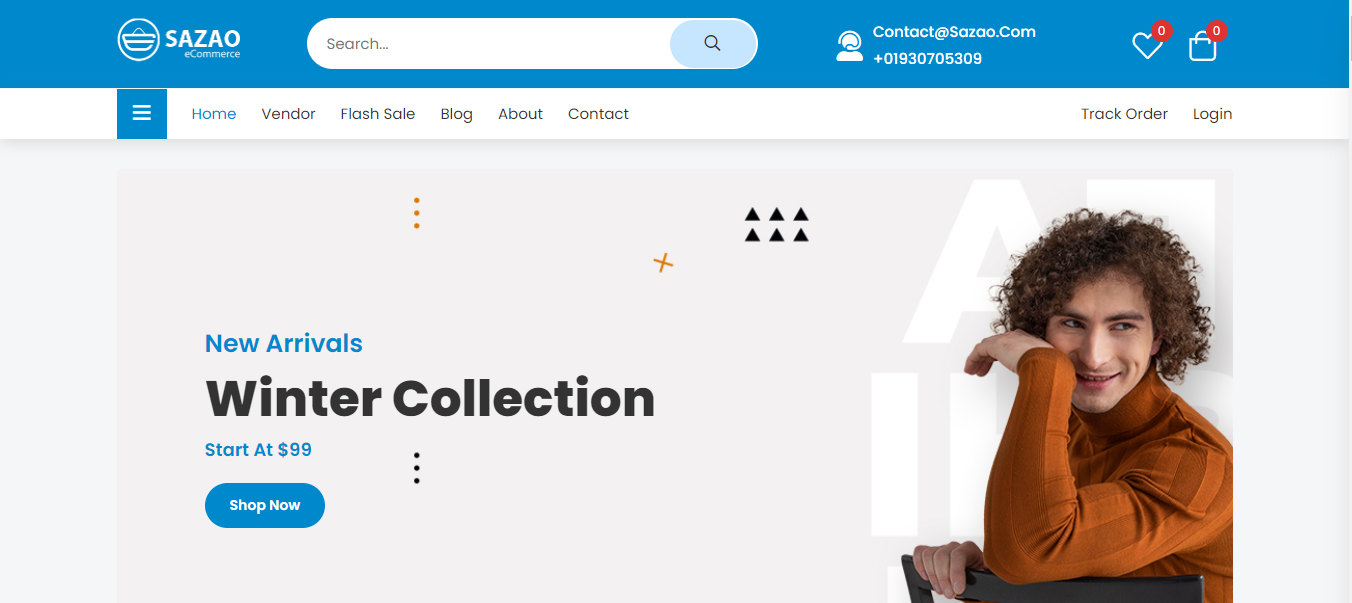 SAZAO
eCommerce
Search...
Contact@Sazao.Com
+01930705309
0
0
Home
Vendor
Flash Sale
Blog
About
Contact
Track Order
Login
New Arrivals
Winter Collection
Start At $99
Shop Now